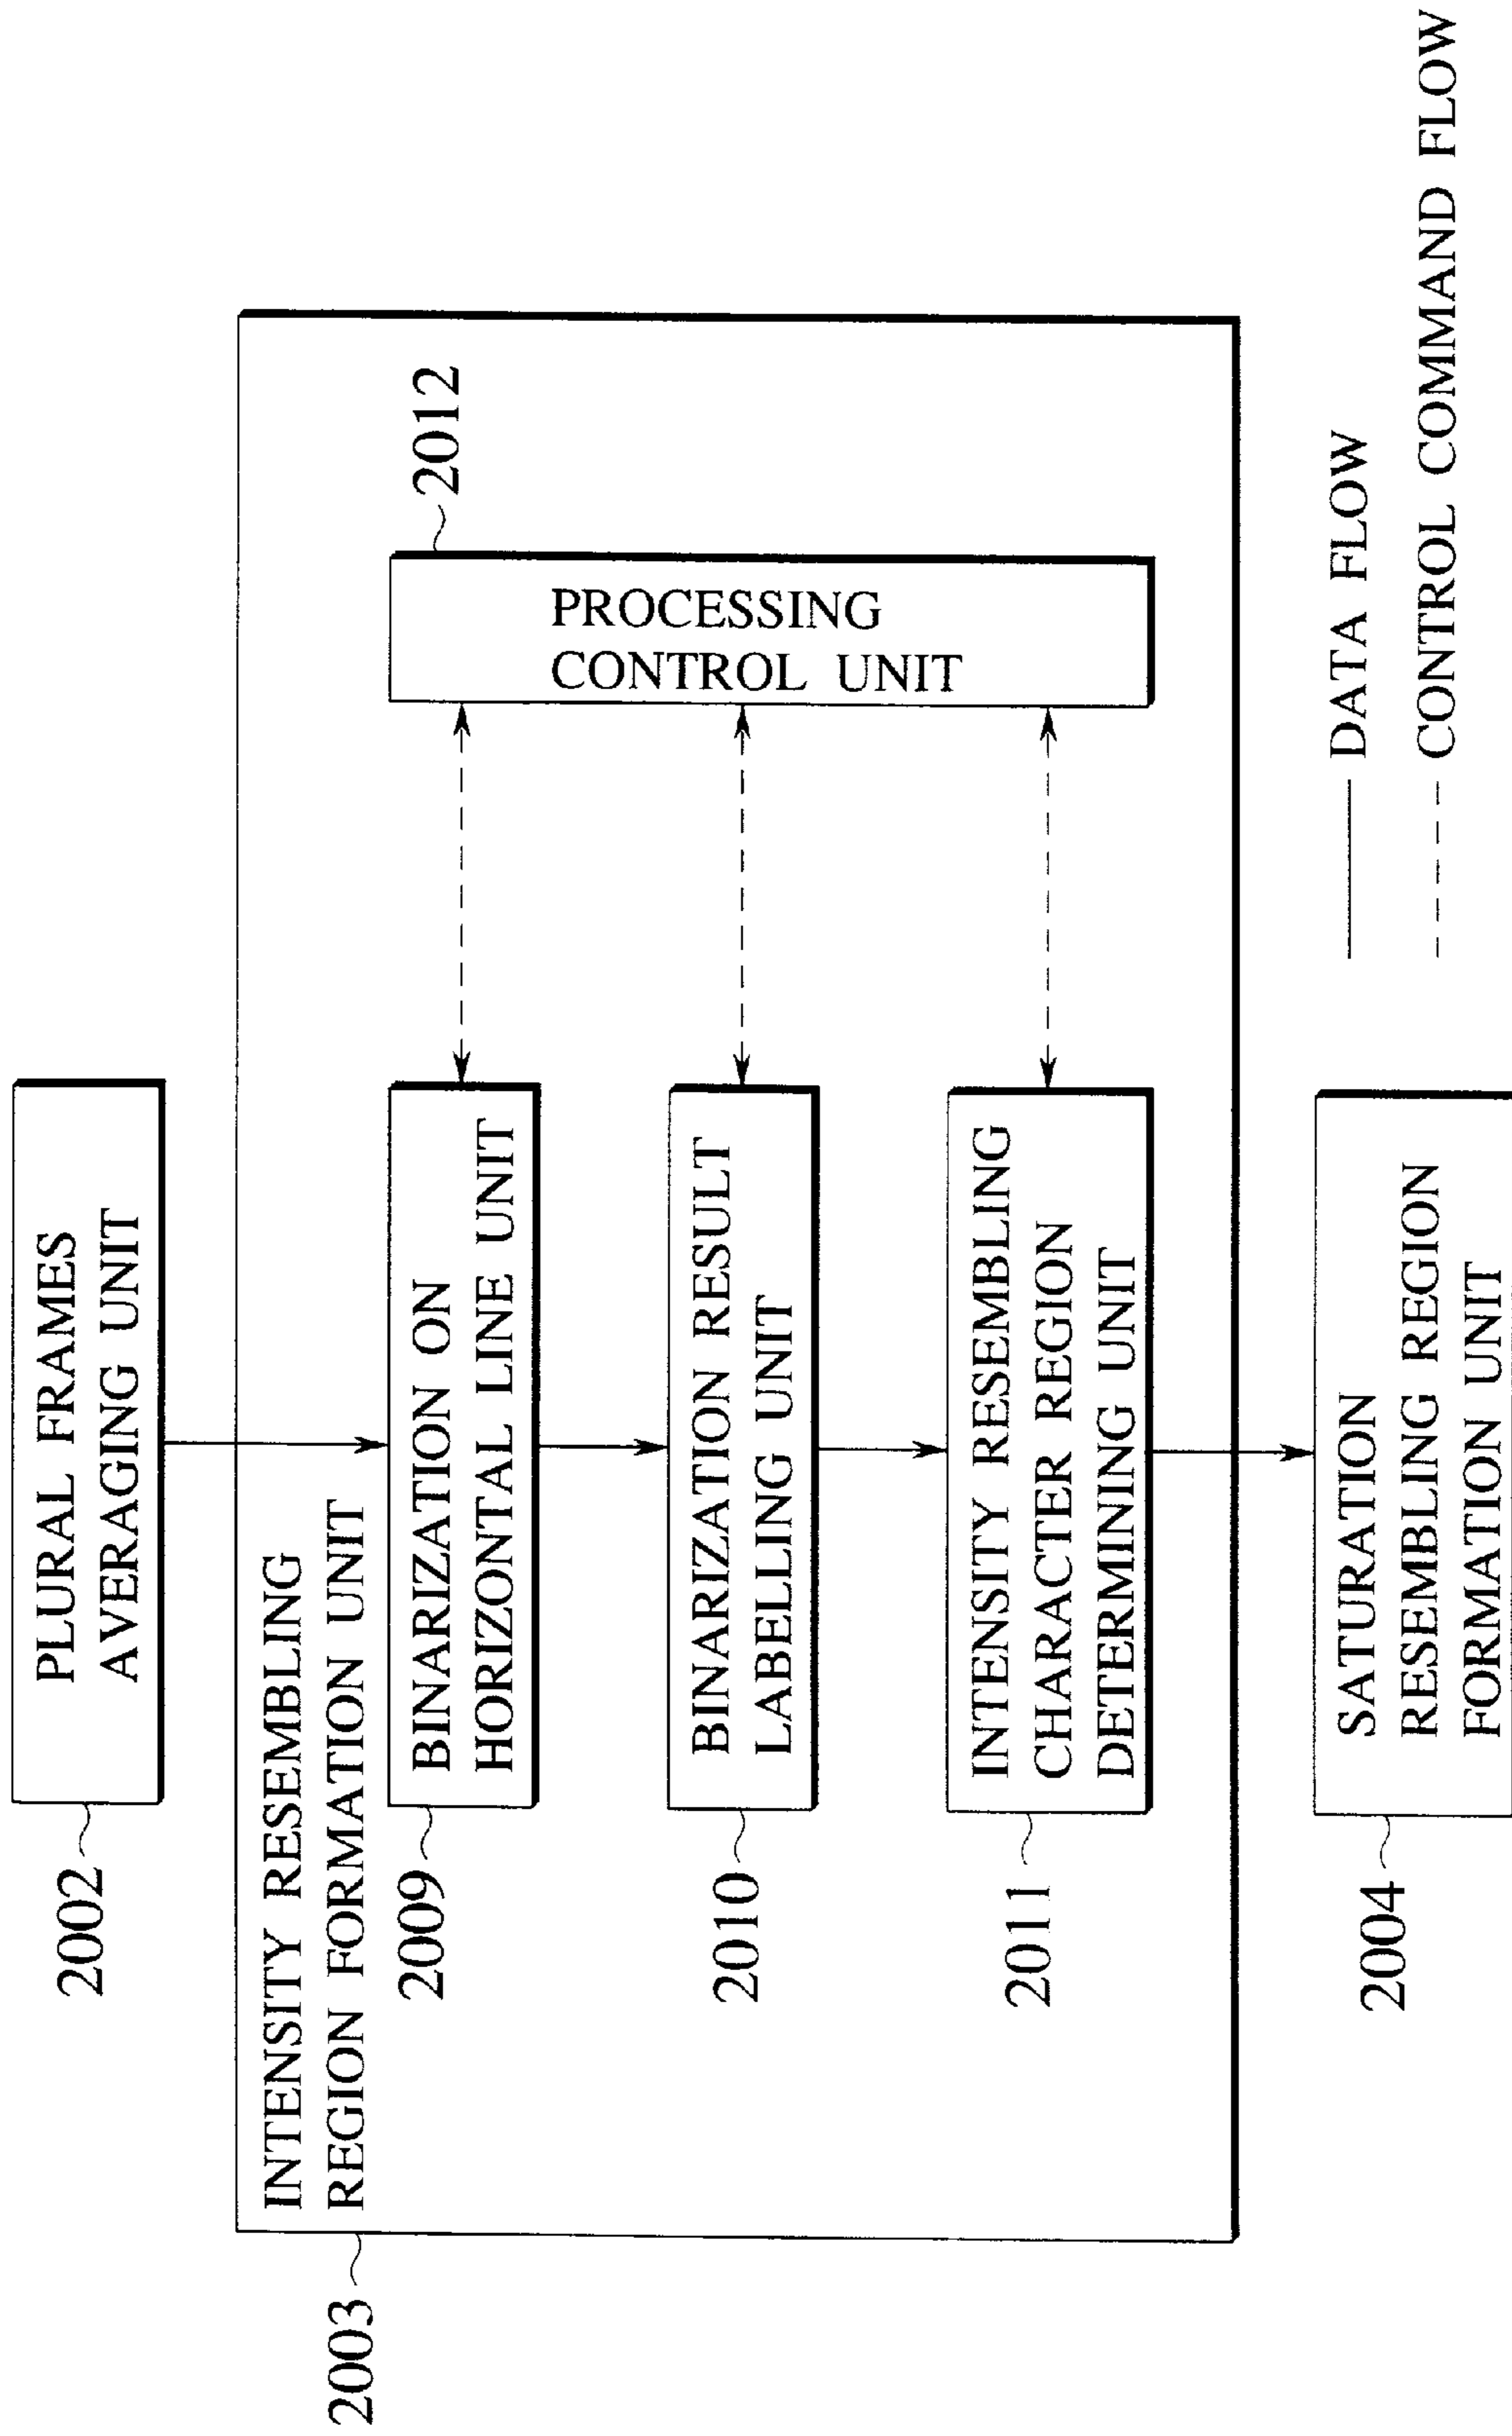 2002
PLURAL FRAMES
AVERAGING UNIT
2003
INTENSITY RESEMBLING
REGION FORMATION UNIT
2009
BINARIZATION ON
HORIZONTAL LINE UNIT
2010
BINARIZATION RESULT
LABELLING UNIT
2011
INTENSITY RESEMBLING
CHARACTER REGION
DETERMINING UNIT
2012
PROCESSING
CONTROL UNIT
2004
SATURATION
RESEMBLING REGION
FORMATION UNIT
DATA FLOW
CONTROL COMMAND FLOW